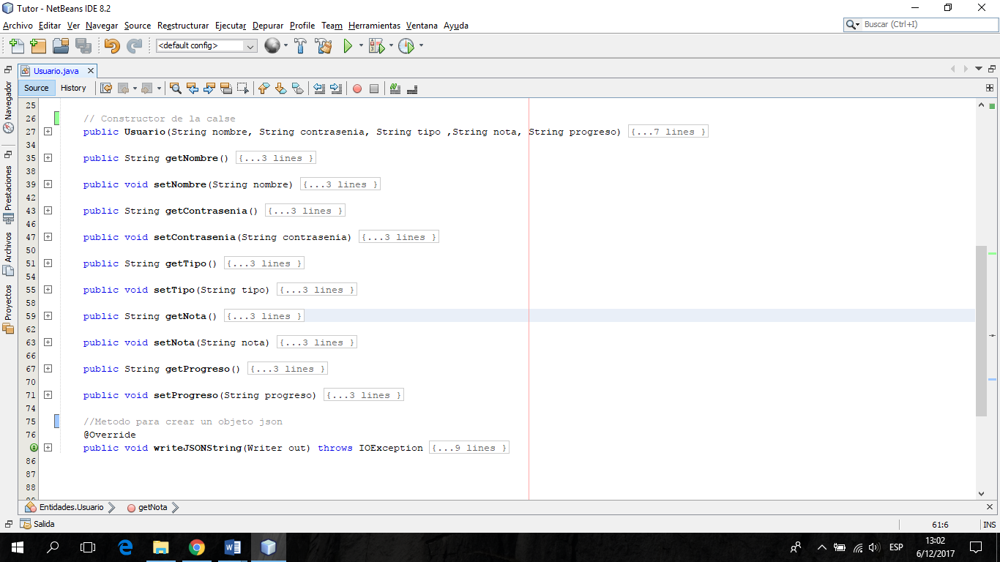 Tutor - NetBeans IDE 8.2
Archivo Editar Ver Navegar Source Reestructurar Ejecutar Depurar Profile Team Herramientas Ventana Ayuda
Buscar (Ctrl+I)
<default config>
Usuario.java
Source History
Navegador
Prestaciones
Archivos
Proyectos
25
26 // Constructor de la calse
27 public Usuario(String nombre, String contrasenia, String tipo ,String nota, String progreso) {...7 lines }
34
35 public String getNombre() {...3 lines }
38
39 public void setNombre(String nombre) {...3 lines }
42
43 public String getContrasenia() {...3 lines }
46
47 public void setContrasenia(String contrasenia) {...3 lines }
50
51 public String getTipo() {...3 lines }
54
55 public void setTipo(String tipo) {...3 lines }
58
59 public String getNota() {...3 lines }
62
63 public void setNota(String nota) {...3 lines }
66
67 public String getProgreso() {...3 lines }
70
71 public void setProgreso(String progreso) {...3 lines }
74
75 //Metodo para crear un objeto json
76 @Override
public void writeJSONString(Writer out) throws IOException {...9 lines }
86
87
88
Entidades.Usuario getNota
Salida
61:6 INS
ESP
13:02
6/12/2017